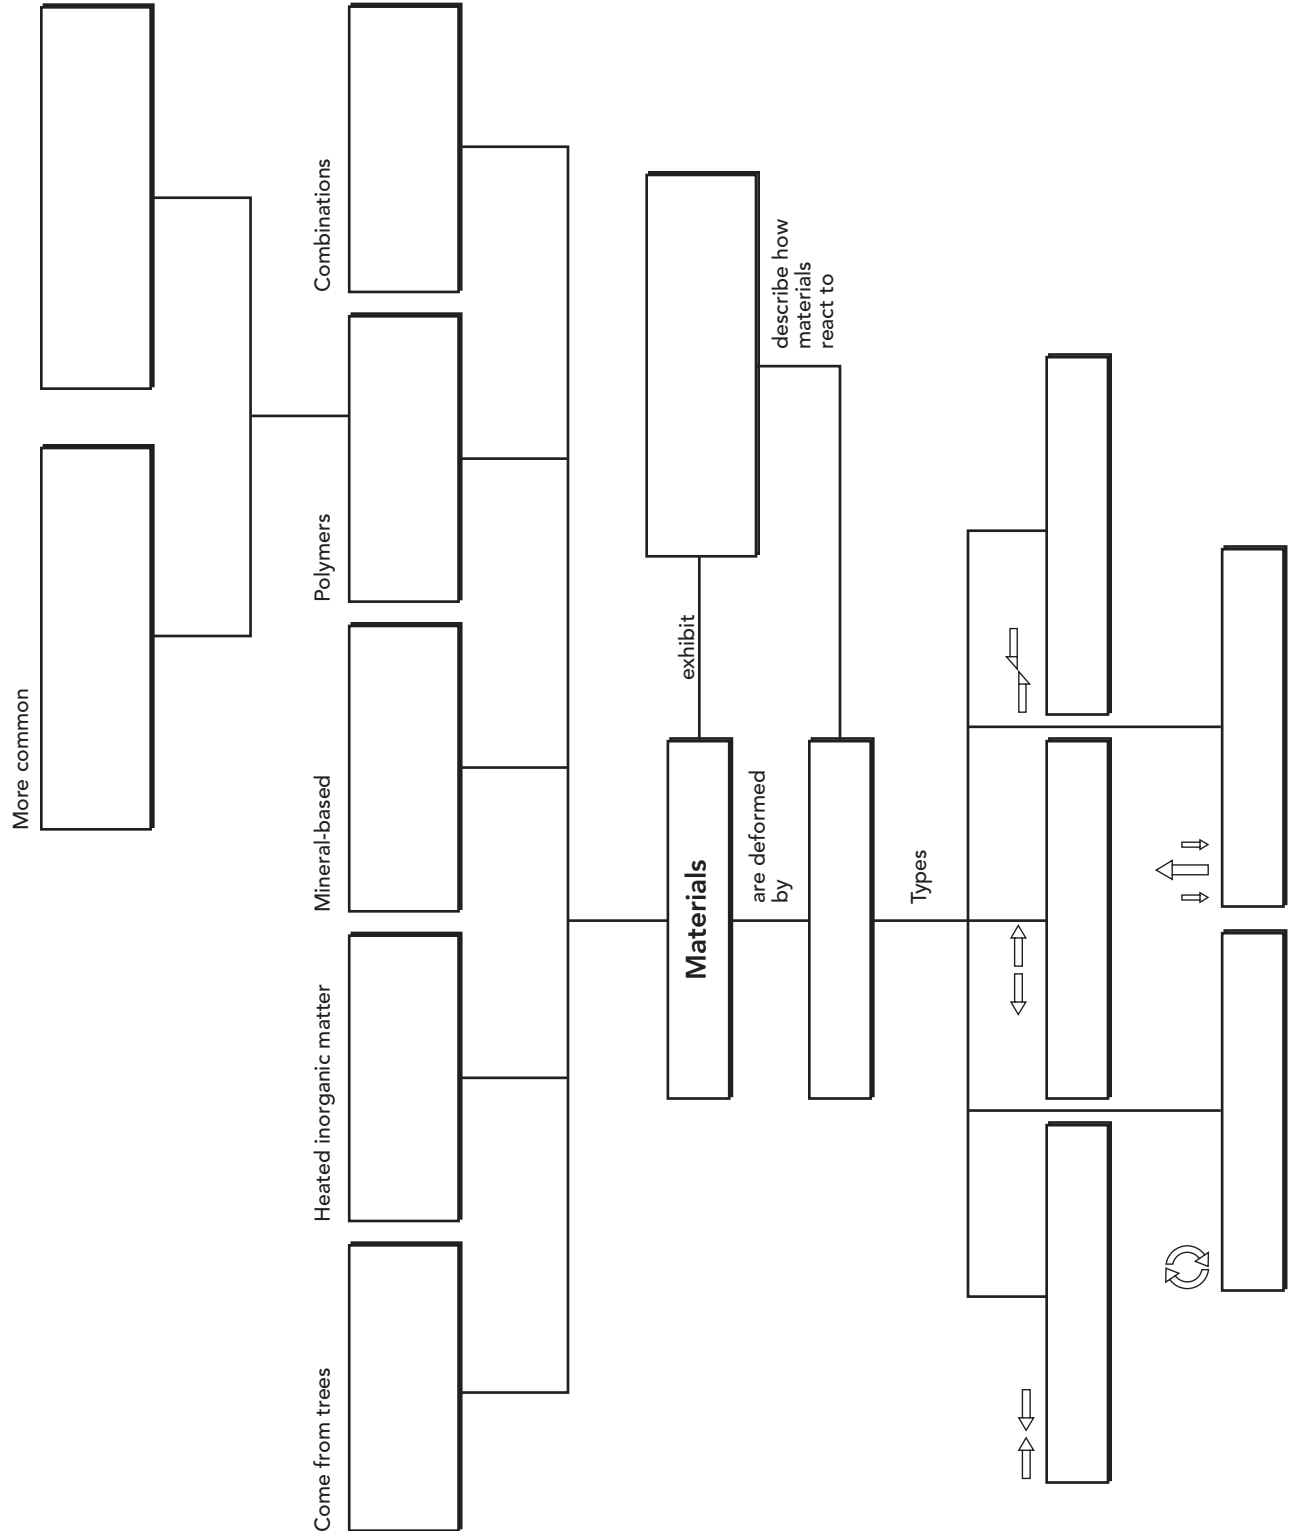 More common
Come from trees
Heated inorganic matter
Mineral-based
Polymers
Combinations
Materials
exhibit
are deformed
by
describe how
materials
react to
Types